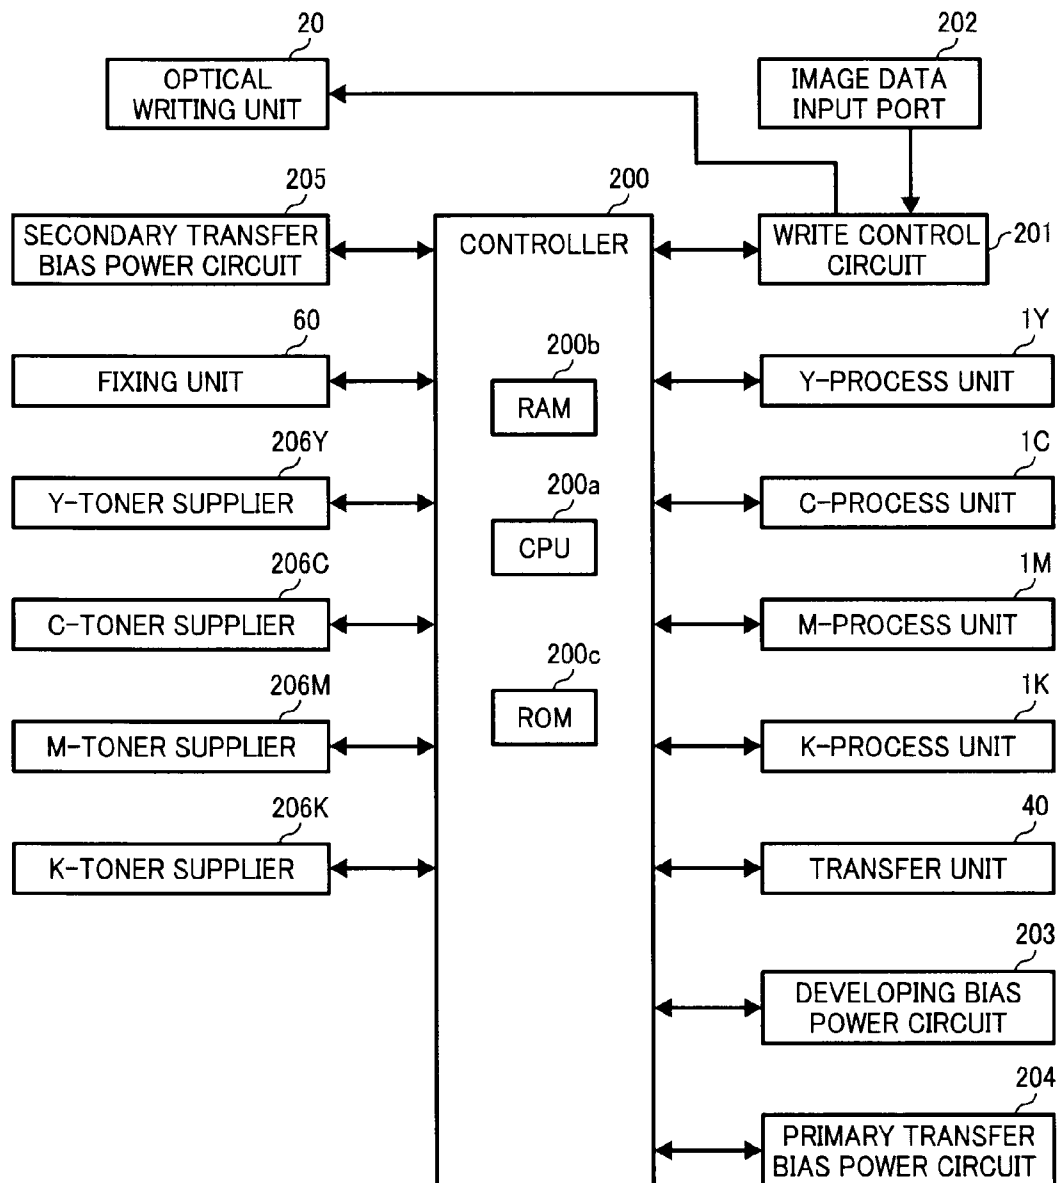 20
OPTICAL
WRITING UNIT
202
IMAGE DATA
INPUT PORT
205
SECONDARY TRANSFER
BIAS POWER CIRCUIT
200
CONTROLLER
WRITE CONTROL
CIRCUIT
201
60
FIXING UNIT
200b
RAM
1Y
Y-PROCESS UNIT
206Y
Y-TONER SUPPLIER
200a
CPU
1C
C-PROCESS UNIT
206C
C-TONER SUPPLIER
1M
M-PROCESS UNIT
206M
M-TONER SUPPLIER
200c
ROM
1K
K-PROCESS UNIT
206K
K-TONER SUPPLIER
40
TRANSFER UNIT
203
DEVELOPING BIAS
POWER CIRCUIT
204
PRIMARY TRANSFER
BIAS POWER CIRCUIT